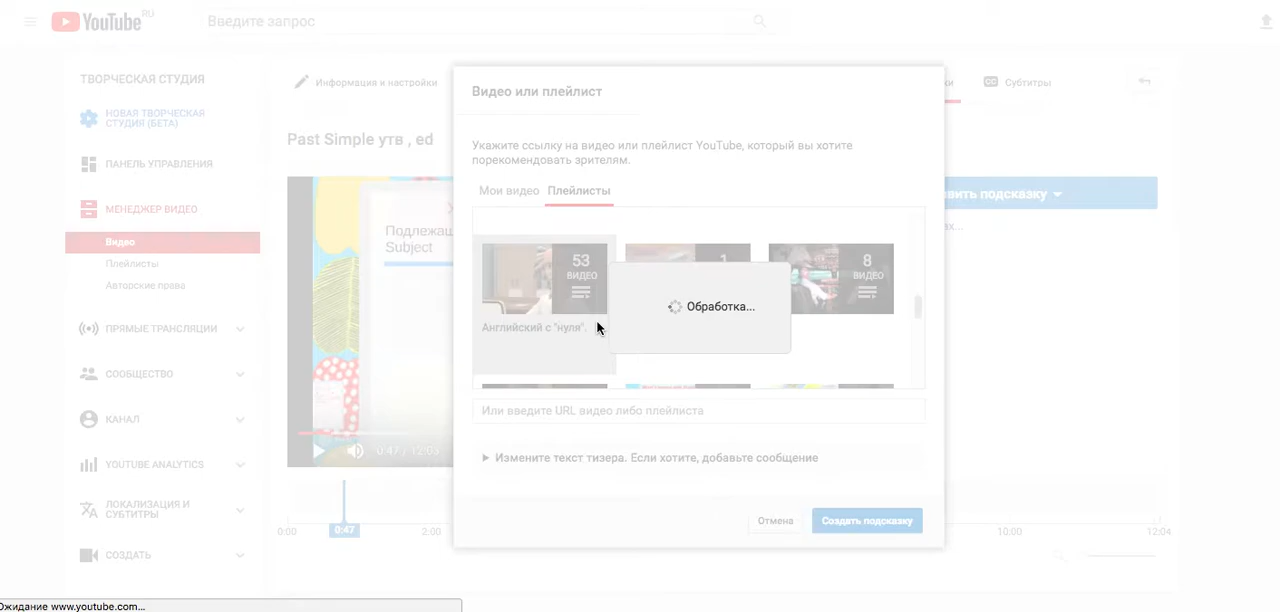 YouTube RU
Введите запрос
ТВОРЧЕСКАЯ СТУДИЯ
НОВАЯ ТВОРЧЕСКАЯ
СТУДИЯ (БЕТА)
ПАНЕЛЬ УПРАВЛЕНИЯ
МЕНЕДЖЕР ВИДЕО
Видео
Плейлисты
Авторские права
ПРЯМЫЕ ТРАНСЛЯЦИИ
СООБЩЕСТВО
КАНАЛ
YOUTUBE ANALYTICS
ЛОКАЛИЗАЦИЯ И
СУБТИТРЫ
СОЗДАТЬ
Информация и настройки
CC Субтитры
Past Simple утв , ed
Подлежащ
Subject
0:47 / 12:03
вить подсказку
0:00
0:47
2:00
10:00
12:04
Видео или плейлист
Укажите ссылку на видео или плейлист YouTube, который вы хотите
порекомендовать зрителям.
Мои видео Плейлисты
53
ВИДЕО
1
8
ВИДЕО
Английский с "нуля".
Обработка...
Или введите URL видео либо плейлиста
Измените текст тизера. Если хотите, добавьте сообщение
Отмена
Создать подсказку
Ожидание www.youtube.com...